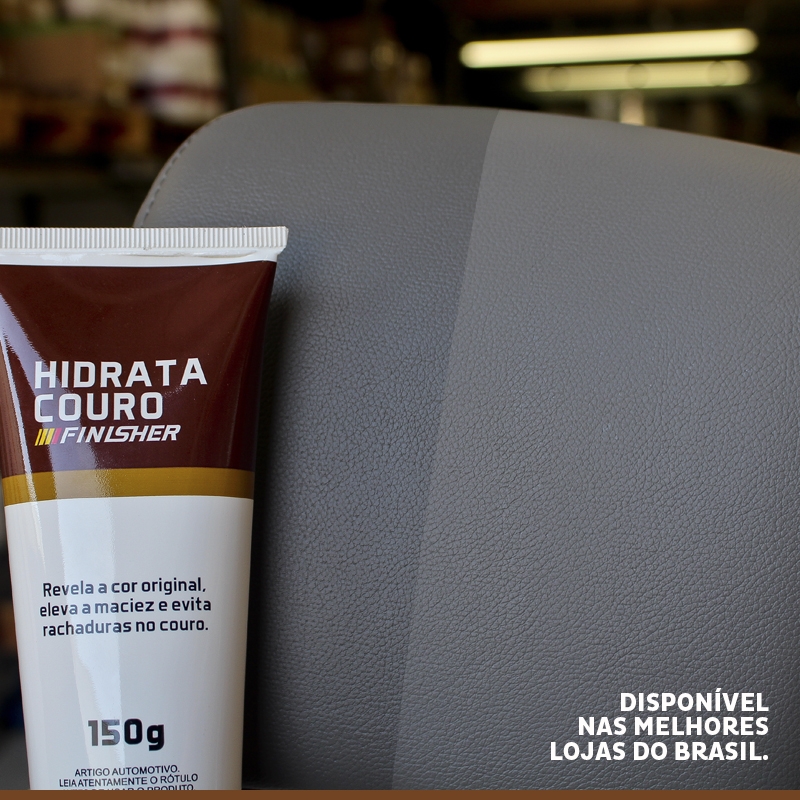 HIDRATA
COURO
FINISHER
Revela a cor original,
eleva a maciez e evita
rachaduras no couro.
150g
ARTIGO AUTOMOTIVO.
LEIA ATENTAMENTE O RÓTULO
O PRODUTO
DISPONÍVEL
NAS MELHORES
LOJAS DO BRASIL.